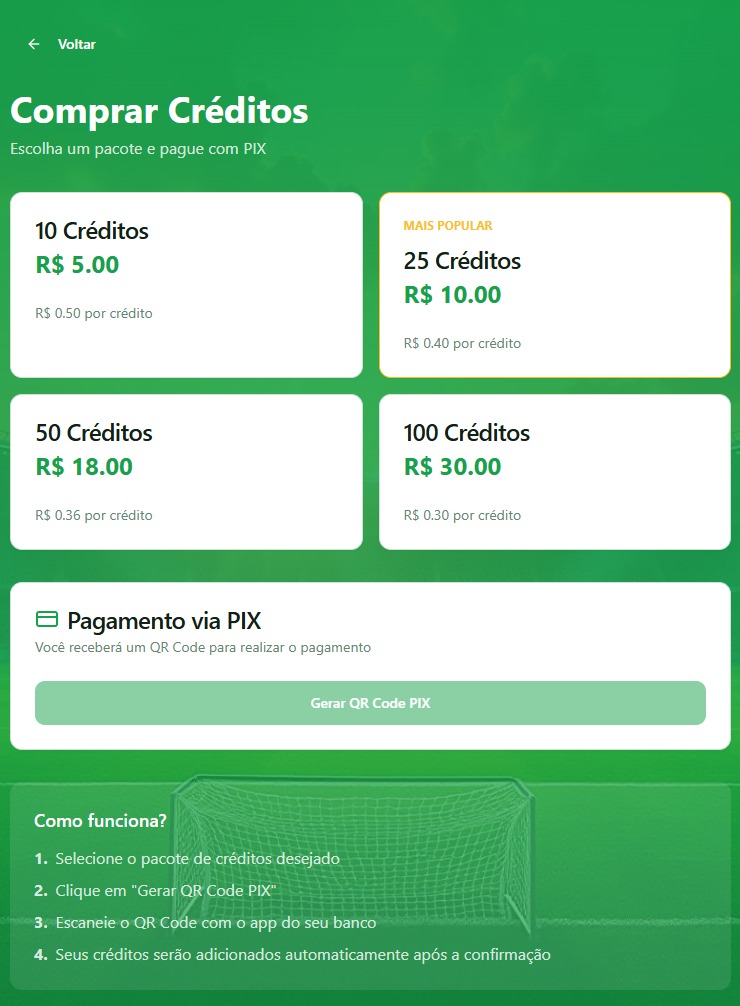 Voltar
Comprar Créditos
Escolha um pacote e pague com PIX
10 Créditos
R$ 5.00
R$ 0.50 por crédito
MAIS POPULAR
25 Créditos
R$ 10.00
R$ 0.40 por crédito
50 Créditos
R$ 18.00
R$ 0.36 por crédito
100 Créditos
R$ 30.00
R$ 0.30 por crédito
Pagamento via PIX
Você receberá um QR Code para realizar o pagamento
Gerar QR Code PIX
Como funciona?
1. Selecione o pacote de créditos desejado
2. Clique em "Gerar QR Code PIX"
3. Escaneie o QR Code com o app do seu banco
4. Seus créditos serão adicionados automaticamente após a confirmação